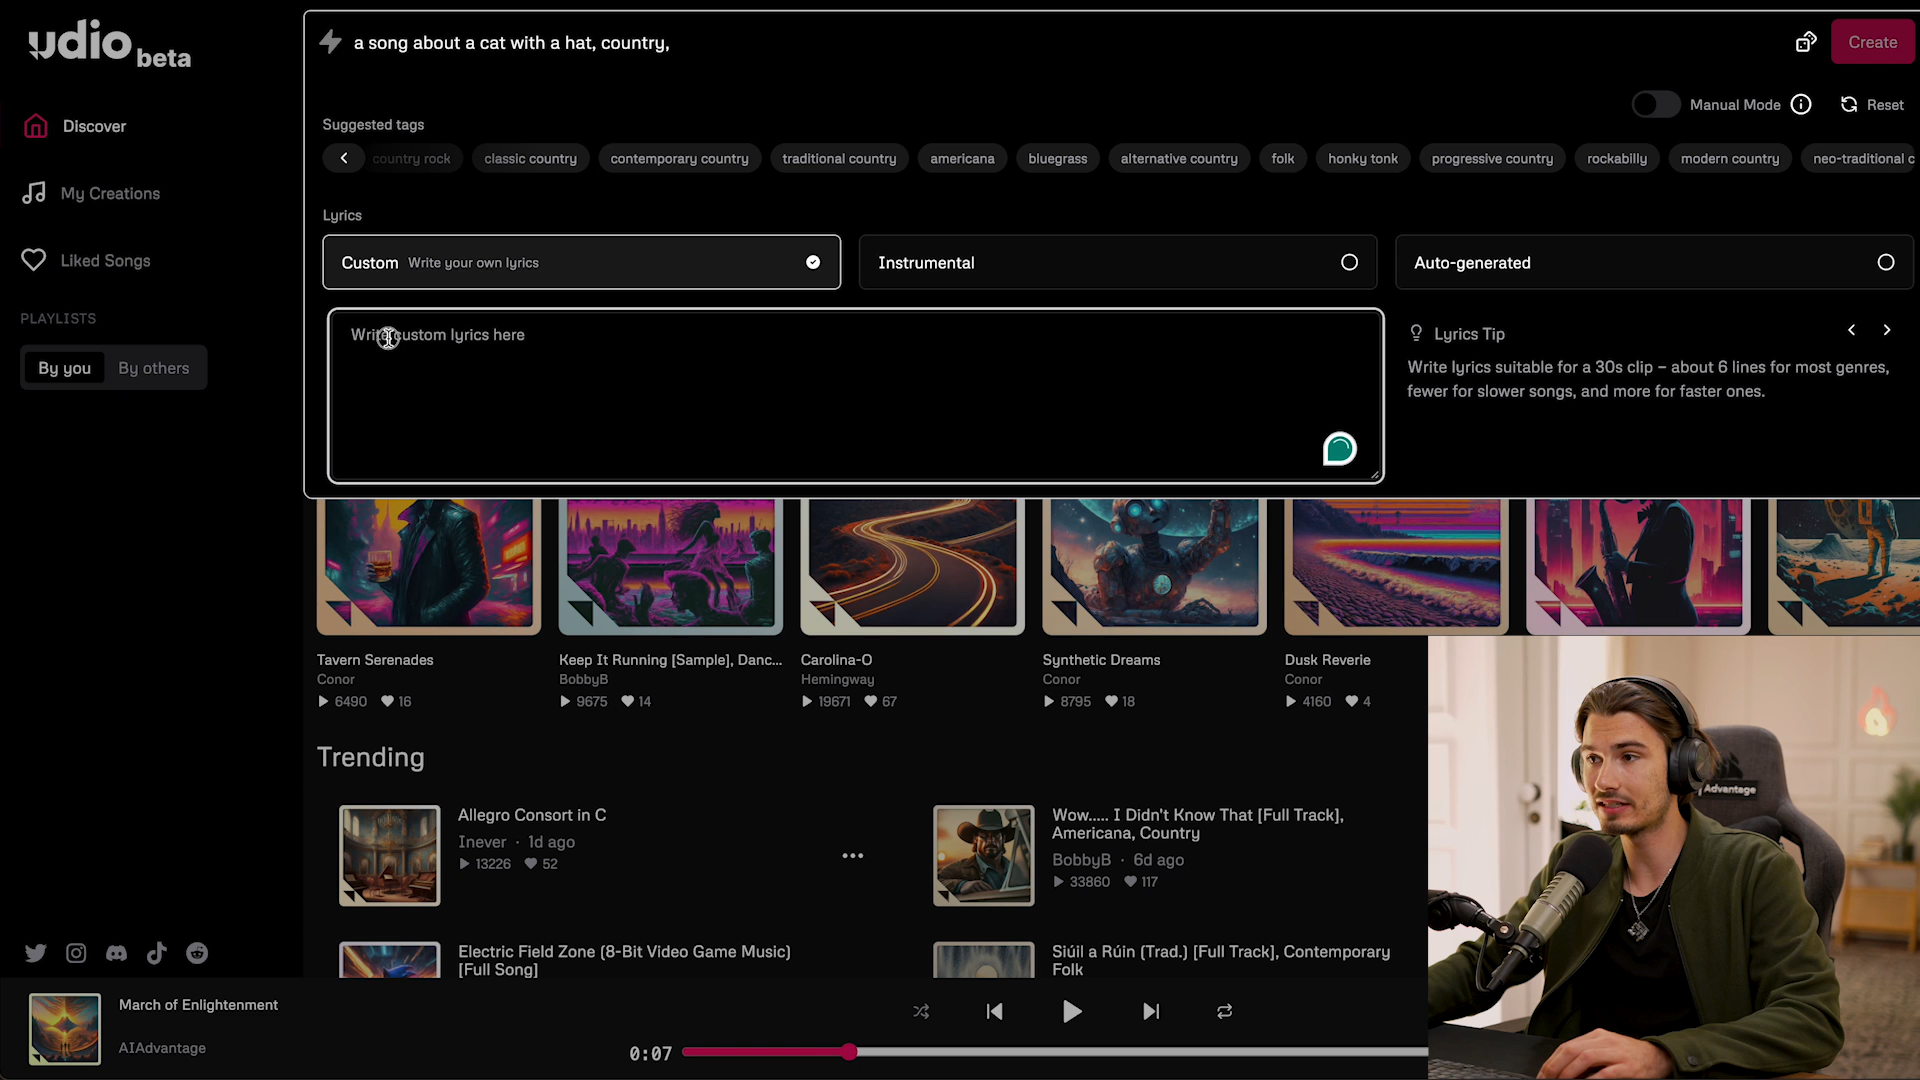 udio beta
a song about a cat with a hat, country,
Create
Discover
My Creations
Liked Songs
PLAYLISTS
By you
By others
Manual Mode
Reset
Suggested tags
country rock
classic country
contemporary country
traditional country
americana
bluegrass
alternative country
folk
honky tonk
progressive country
rockabilly
modern country
neo-traditional c
Lyrics
Custom Write your own lyrics
Instrumental
Auto-generated
Write custom lyrics here
Lyrics Tip
Write lyrics suitable for a 30s clip – about 6 lines for most genres,
fewer for slower songs, and more for faster ones.
Tavern Serenades
Conor
6490 16
Keep It Running [Sample], Danc...
BobbyB
9675 14
Carolina-O
Hemingway
19671 67
Synthetic Dreams
Conor
8795 18
Dusk Reverie
Conor
4160 4
Trending
Allegro Consort in C
Inever · 1d ago
13226 52
Wow..... I Didn't Know That [Full Track],
Americana, Country
BobbyB · 6d ago
33860 117
Electric Field Zone (8-Bit Video Game Music)
[Full Song]
Siúil a Rúin (Trad.) [Full Track], Contemporary
Folk
Advantage
March of Enlightenment
AIAdvantage
0:07